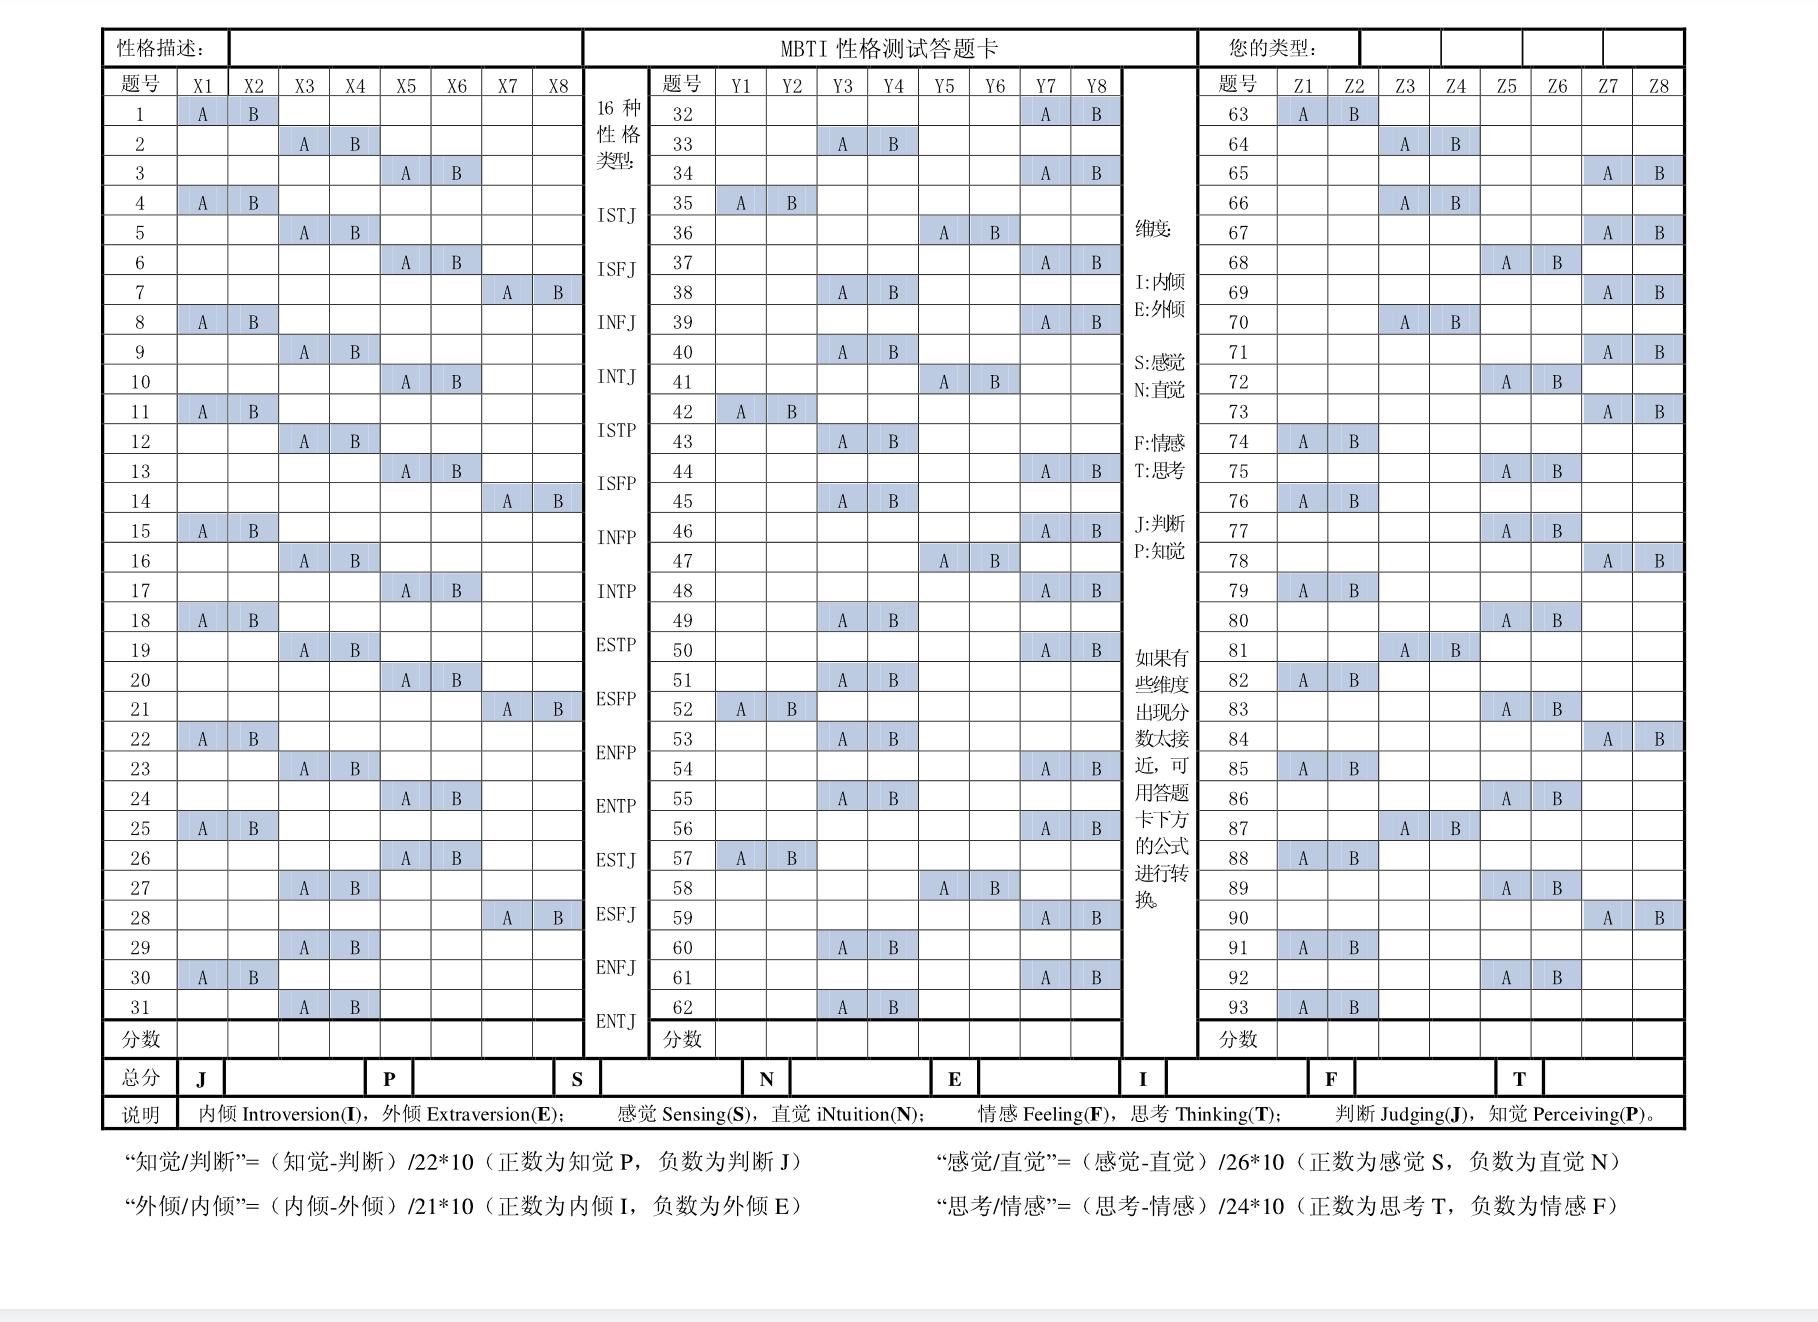 性格描述: MBTI 性格测试答题卡 您的类型:
题号 X1 X2 X3 X4 X5 X6 X7 X8 题号 Y1 Y2 Y3 Y4 Y5 Y6 Y7 Y8 题号 Z1 Z2 Z3 Z4 Z5 Z6 Z7 Z8
1 A B 32 A B 63 A B
2 A B 33 A B 64 A B
3 A B 34 A B 65 A B
4 A B 35 A B 66 A B
5 A B 36 A B 67 A B
6 A B 37 A B 68 A B
7 A B 38 A B 69 A B
8 A B 39 A B 70 A B
9 A B 40 A B 71 A B
10 A B 41 A B 72 A B
11 A B 42 A B 73 A B
12 A B 43 A B 74 A B
13 A B 44 A B 75 A B
14 A B 45 A B 76 A B
15 A B 46 A B 77 A B
16 A B 47 A B 78 A B
17 A B 48 A B 79 A B
18 A B 49 A B 80 A B
19 A B 50 A B 81 A B
20 A B 51 A B 82 A B
21 A B 52 A B 83 A B
22 A B 53 A B 84 A B
23 A B 54 A B 85 A B
24 A B 55 A B 86 A B
25 A B 56 A B 87 A B
26 A B 57 A B 88 A B
27 A B 58 A B 89 A B
28 A B 59 A B 90 A B
29 A B 60 A B 91 A B
30 A B 61 A B 92 A B
31 A B 62 A B 93 A B
分数 分数 分数
16 种
性 格
类型:
ISTJ
ISFJ
INFJ
INTJ
ISTP
ISFP
INFP
INTP
ESTP
ESFP
ENFP
ENTP
ESTJ
ESFJ
ENFJ
ENTJ
维度:
I:内倾
E:外倾
S:感觉
N:直觉
F:情感
T:思考
J:判断
P:知觉
如果有
些维度
出现分
数太接
近，可
用答题
卡下方
的公式
进行转
换。
总分 J P S N E I F T
说明 内倾 Introversion(I)，外倾 Extraversion(E)； 感觉 Sensing(S)，直觉 iNtuition(N)； 情感 Feeling(F)，思考 Thinking(T)； 判断 Judging(J)，知觉 Perceiving(P)。
“知觉/判断”=（知觉-判断）/22*10（正数为知觉 P，负数为判断 J） “感觉/直觉”=（感觉-直觉）/26*10（正数为感觉 S，负数为直觉 N）
“外倾/内倾”=（内倾-外倾）/21*10（正数为内倾 I，负数为外倾 E） “思考/情感”=（思考-情感）/24*10（正数为思考 T，负数为情感 F）